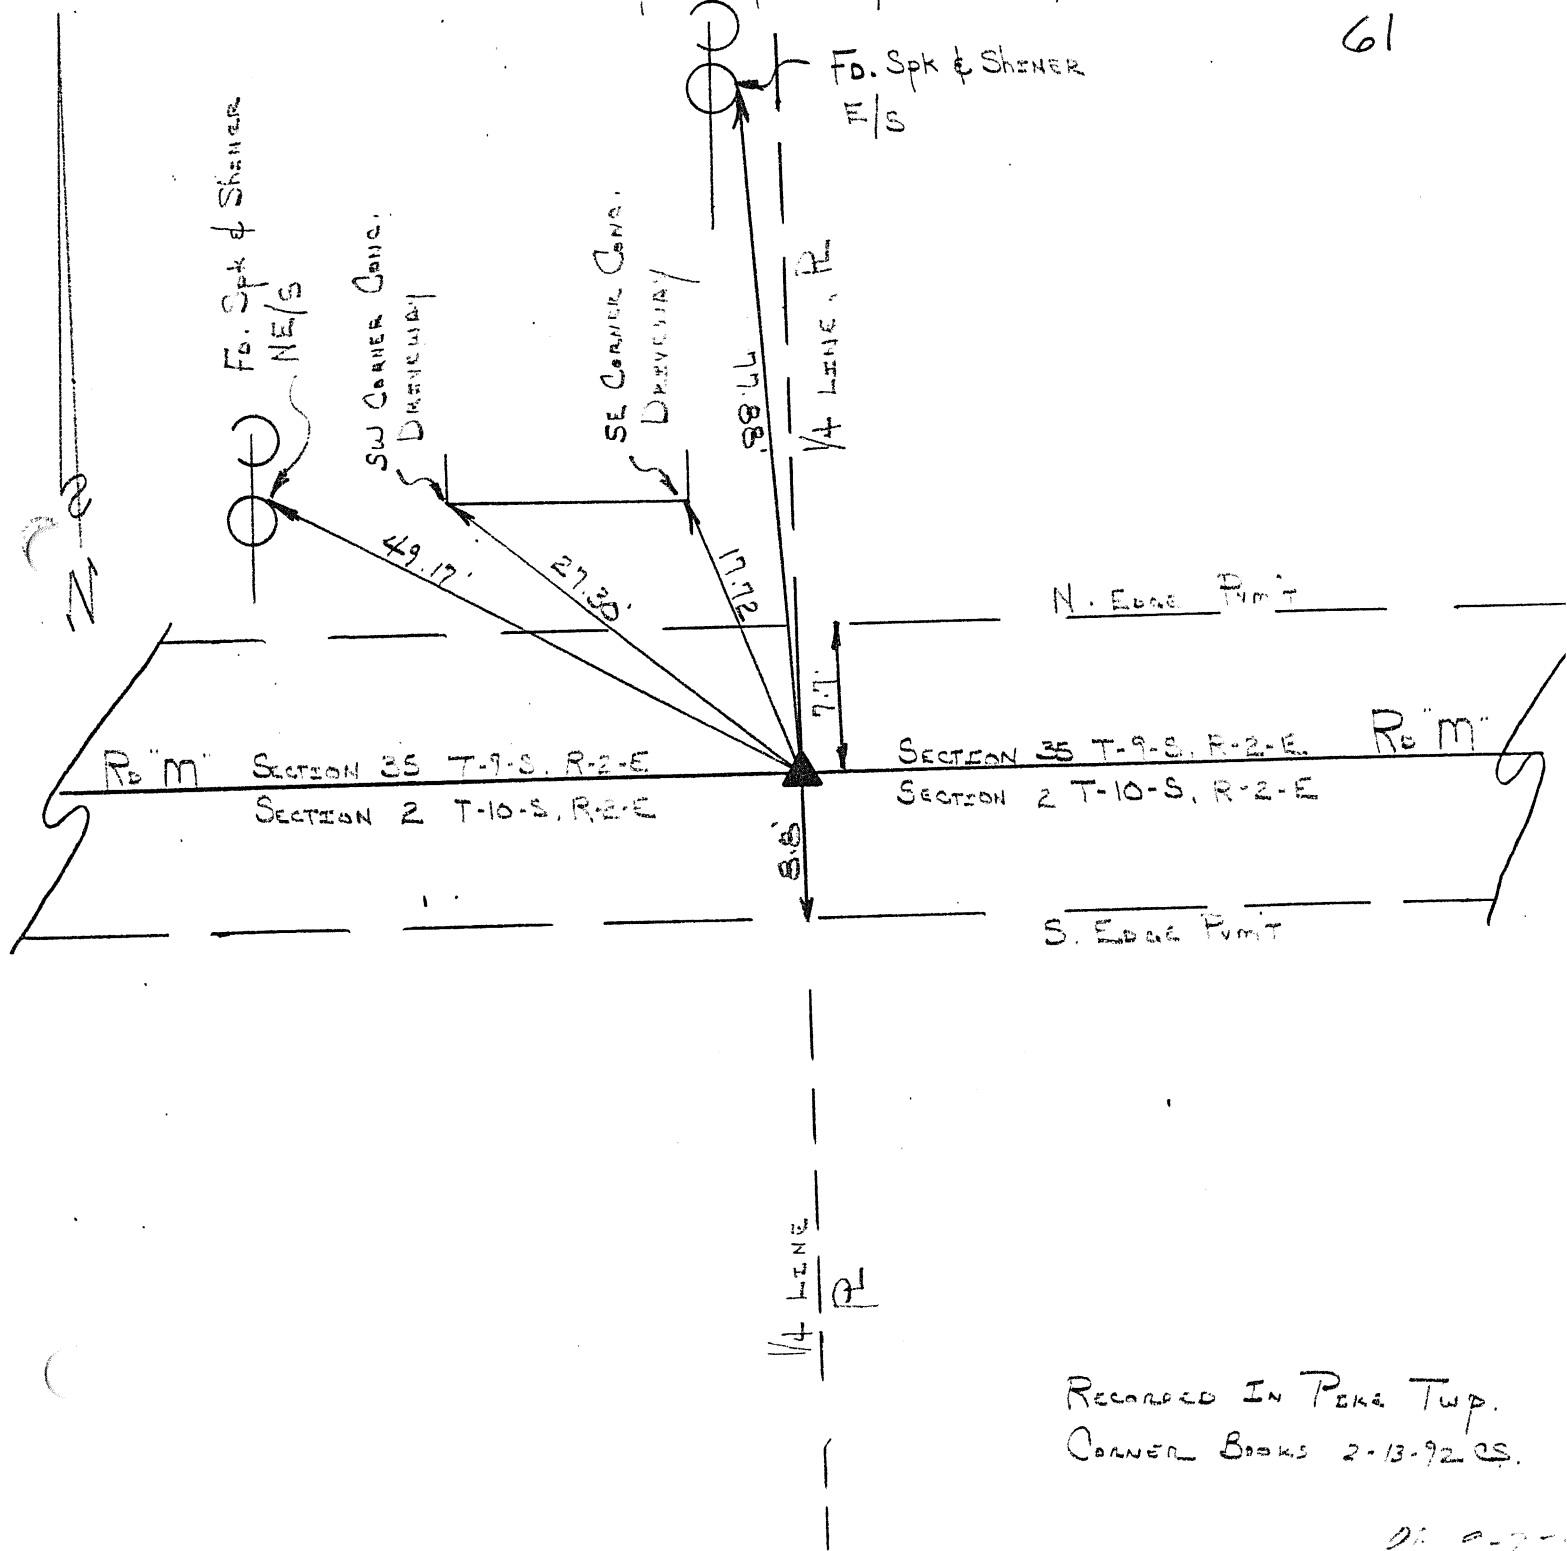 61
Fd. Spk & Shiner
E/S
Fd. Spk & Shiner
NE/S
SW Corner Conc.
Driveway
SE Corner Conc.
Driveway
1/4 Line, PL
77.88'
49.17'
27.30'
17.72
N
N. Edge Pvm't
7.7'
Rd "M" Section 35 T-9-S, R-2-E
Section 35 T-9-S, R-2-E. Rd "M"
Section 2 T-10-S, R-2-E
Section 2 T-10-S, R-2-E
8.8'
S. Edge Pvm't
1/4 Line
PL
Recorded In Pike Twp.
Corner Books 2-13-92 CS.